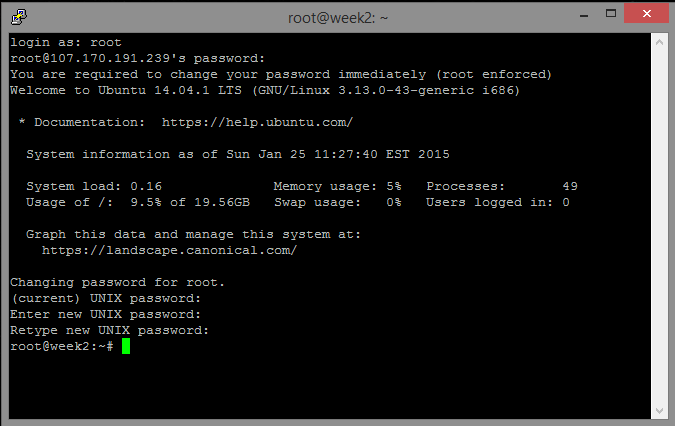 root@week2: ~
login as: root
root@107.170.191.239's password:
You are required to change your password immediately (root enforced)
Welcome to Ubuntu 14.04.1 LTS (GNU/Linux 3.13.0-43-generic i686)
* Documentation:  https://help.ubuntu.com/
System information as of Sun Jan 25 11:27:40 EST 2015
System load: 0.16              Memory usage: 5%   Processes:       49
Usage of /:  9.5% of 19.56GB   Swap usage:   0%   Users logged in: 0
Graph this data and manage this system at:
https://landscape.canonical.com/
Changing password for root.
(current) UNIX password:
Enter new UNIX password:
Retype new UNIX password:
root@week2:~#